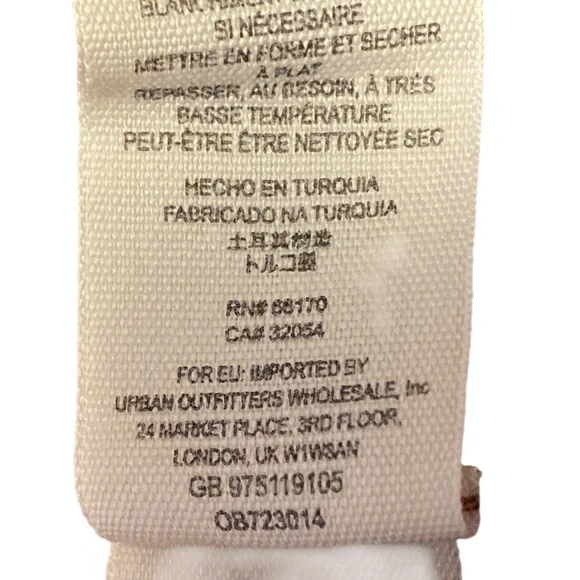 SI NÉCESSAIRE
METTRE EN FORME ET SECHER
À PLAT
REPASSER, AU BESOIN, À TRÈS
BASSE TEMPÉRATURE
PEUT-ÊTRE ÊTRE NETTOYÉE SEC
HECHO EN TURQUIA
FABRICADO NA TURQUIA
土耳其制造
トルコ製
RN# 66170
CA# 32054
FOR EU: IMPORTED BY
URBAN OUTFITTERS WHOLESALE, Inc
24 MARKET PLACE, 3RD FLOOR,
LONDON, UK W1W8AN
GB 975119105
OB723014